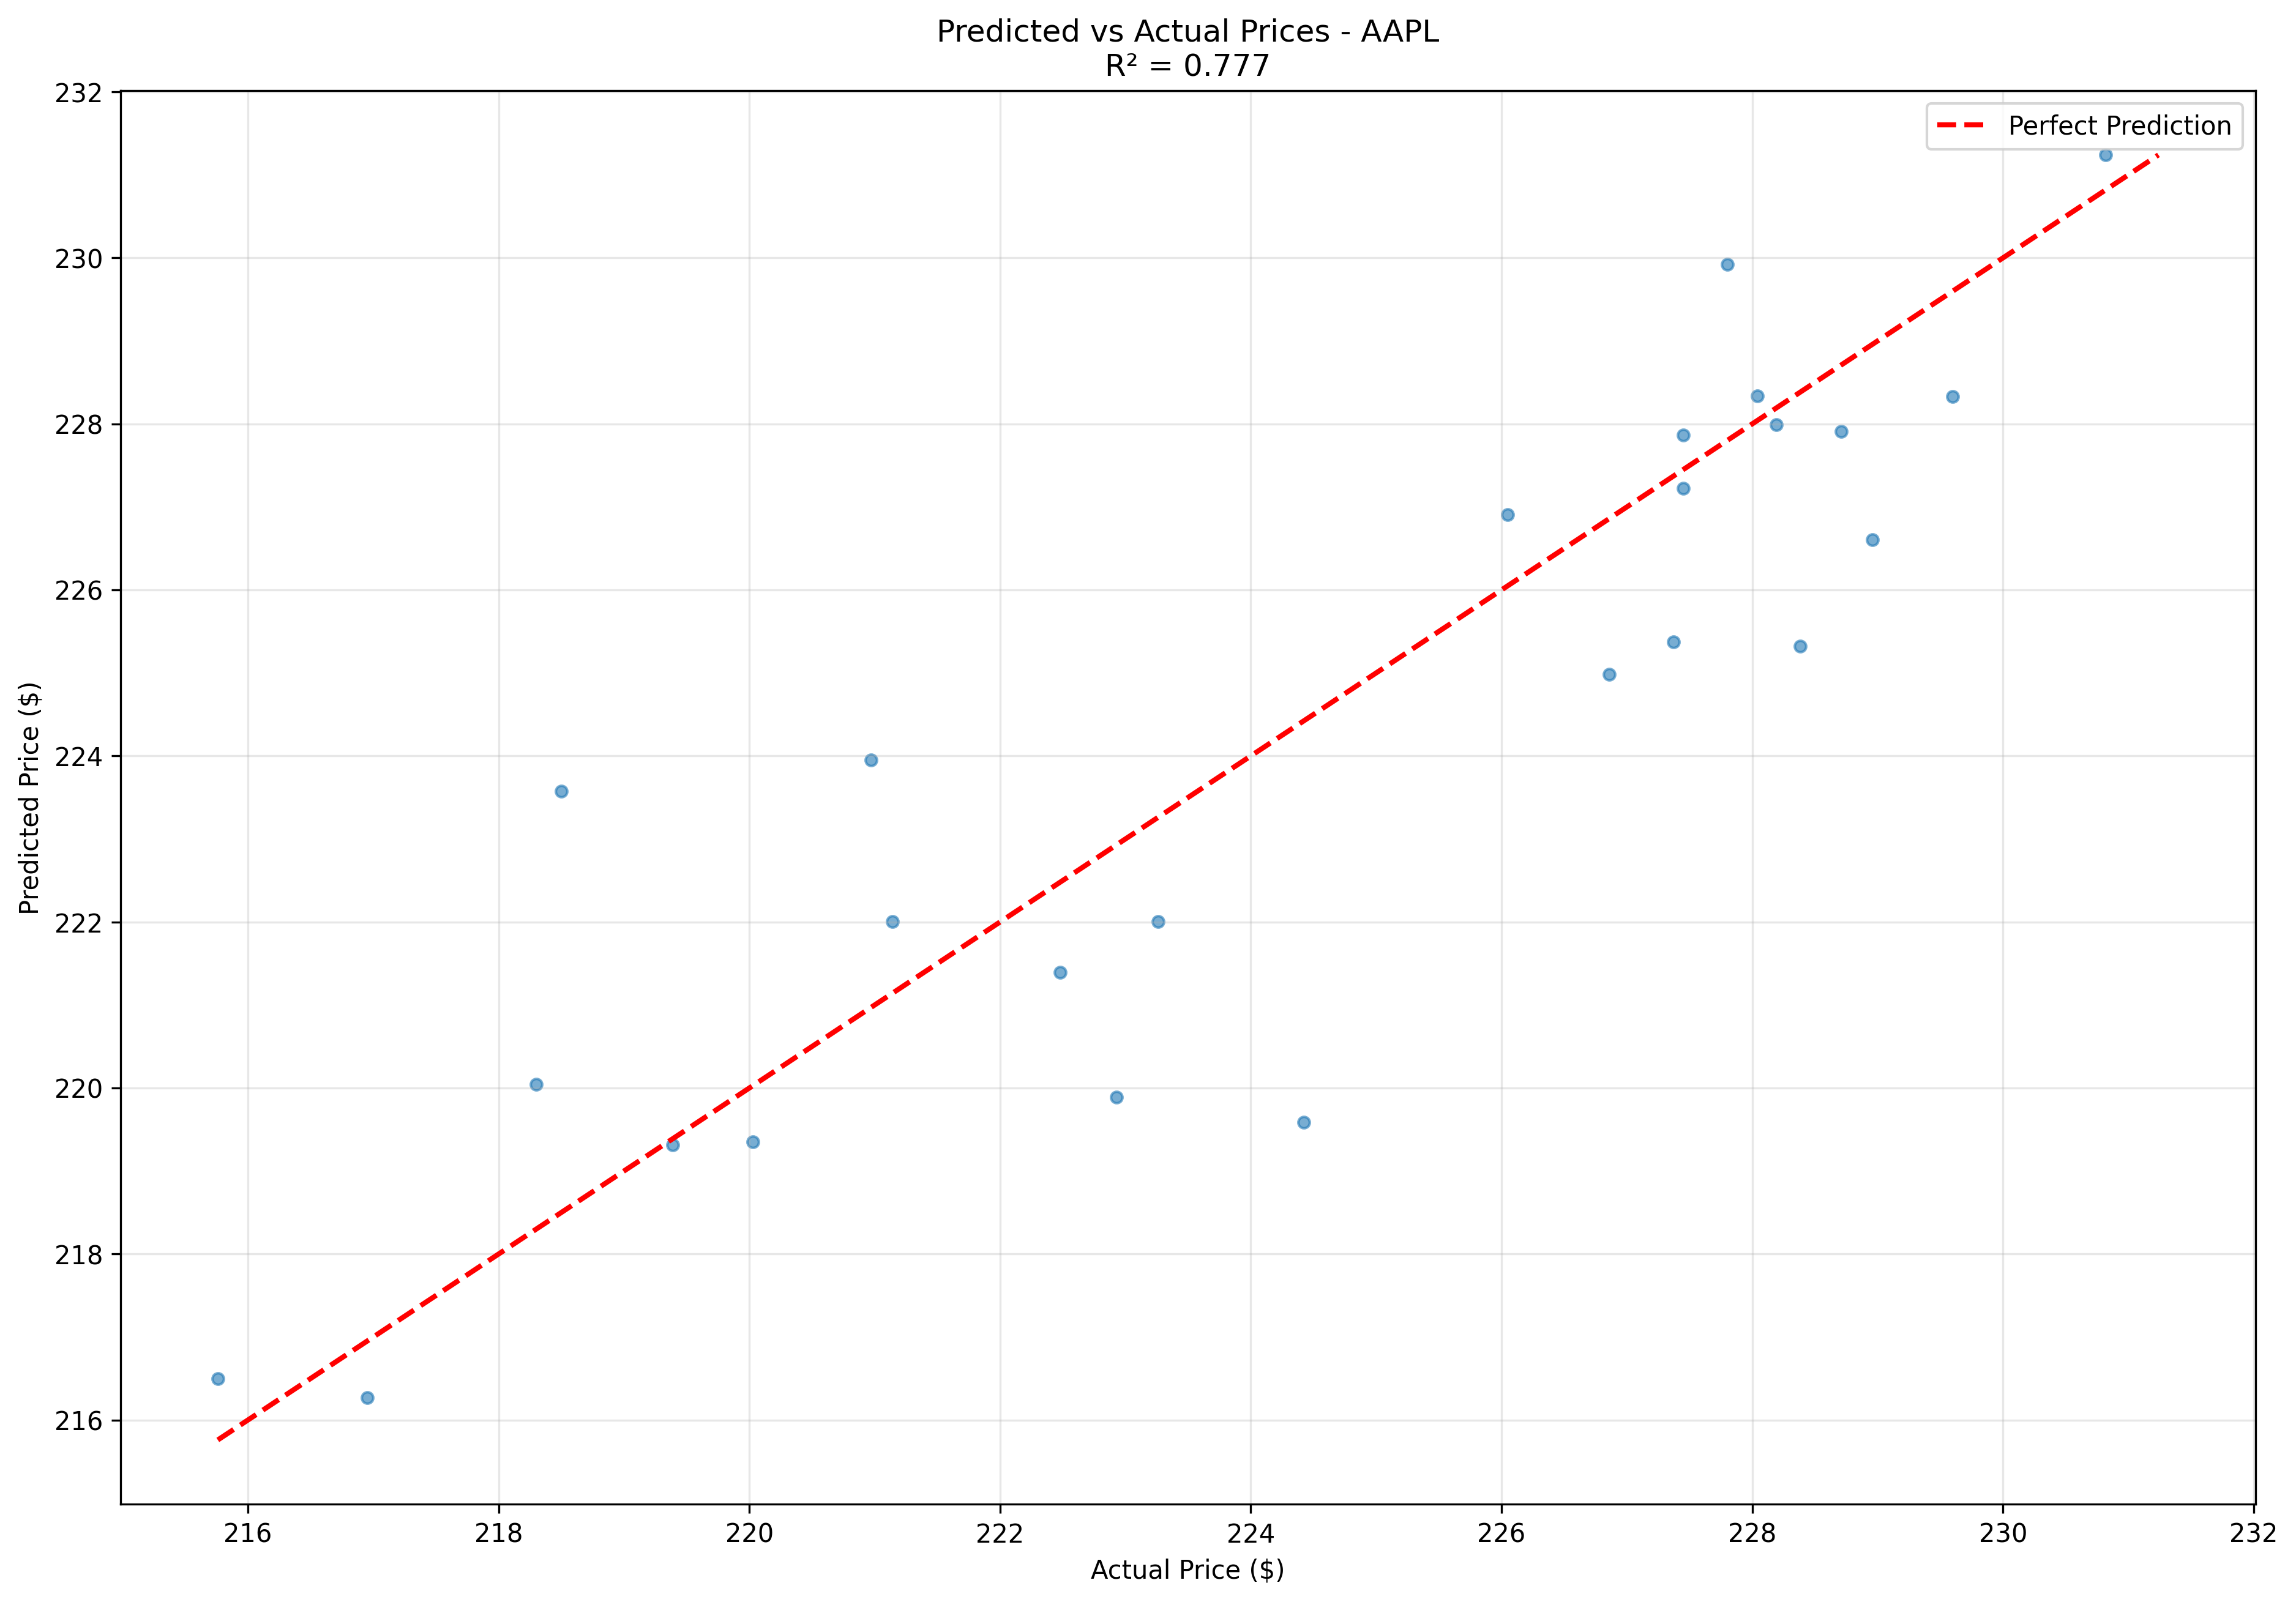 Predicted vs Actual Prices - AAPL
R² = 0.777
232
230
228
226
224
222
220
218
216
Predicted Price ($)
Perfect Prediction
216 218 220 222 224 226 228 230 232
Actual Price ($)